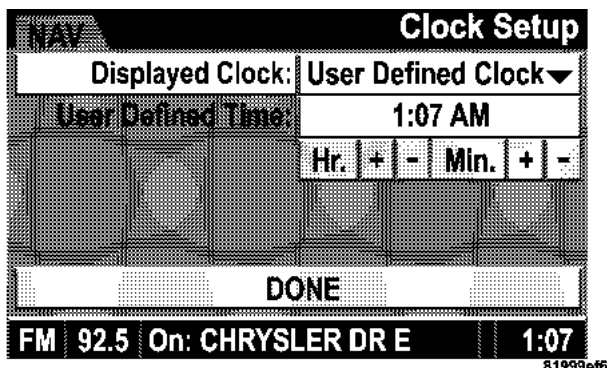 NAV
Clock Setup
Displayed Clock: User Defined Clock
User Defined Time: 1:07 AM
Hr. + - Min. + -
DONE
FM 92.5 On: CHRYSLER DR E 1:07
81999ef6